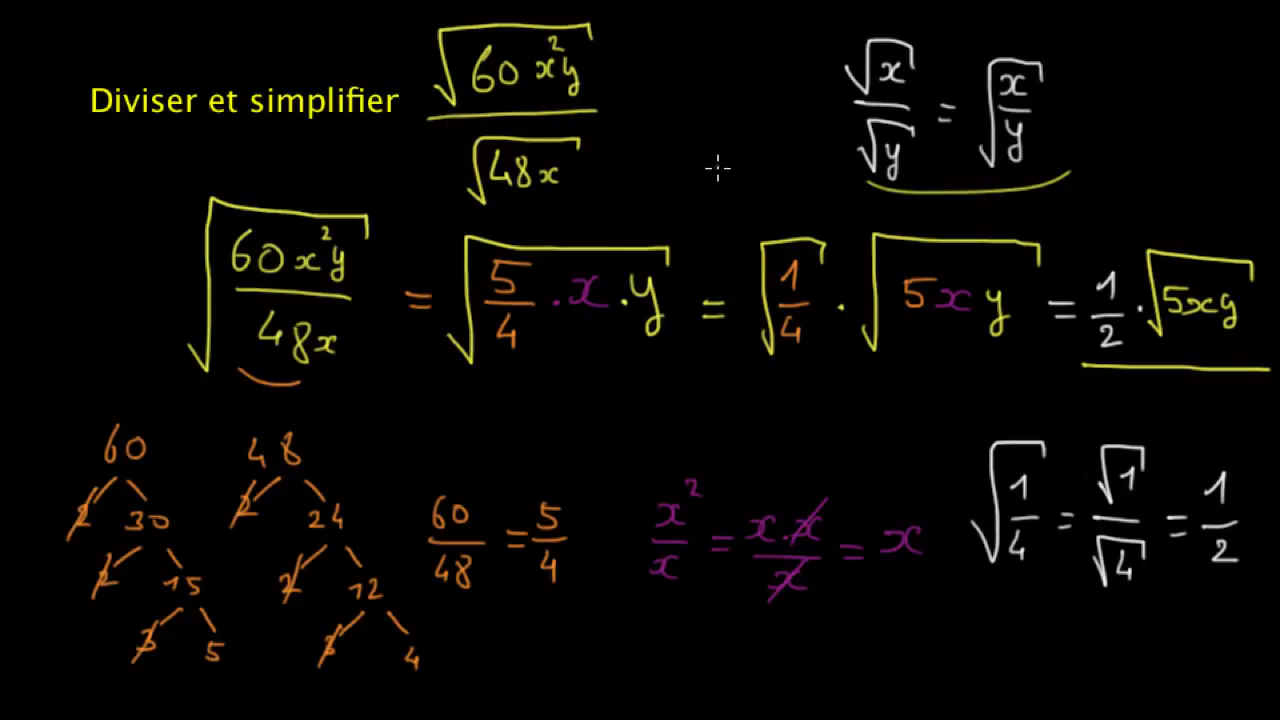 Diviser et simplifier √(60x²y) / √(48x)
√x / √y = √(x/y)
√(60x²y / 48x) = √(5/4 · x · y) = √(1/4) · √(5xy) = 1/2 · √(5xy)
60 48
2 30 2 24
2 15 2 12
3 5 3 4
60/48 = 5/4
x²/x = x·x/x = x
√(1/4) = √1/√4 = 1/2